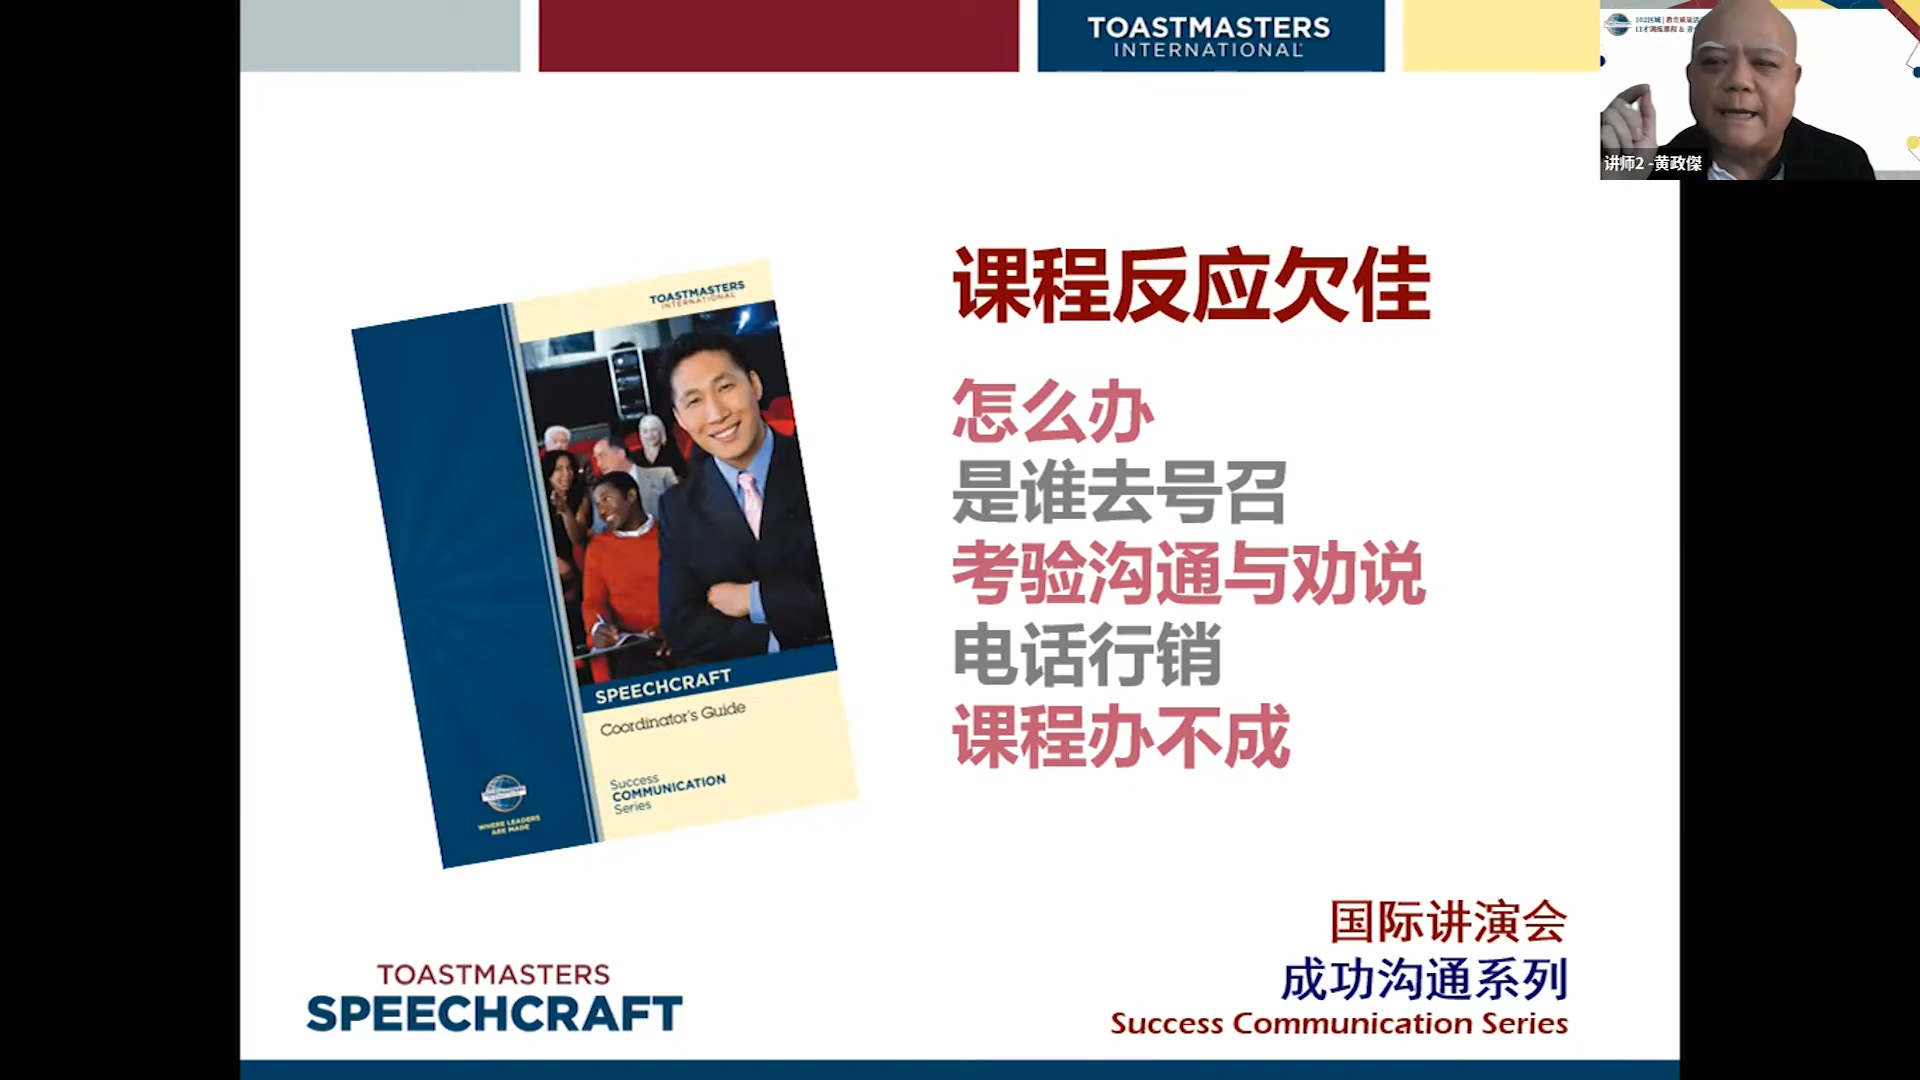 TOASTMASTERS
INTERNATIONAL
讲师2 -黄政傑
课程反应欠佳
怎么办
是谁去号召
考验沟通与劝说
电话行销
课程办不成
TOASTMASTERS
INTERNATIONAL
SPEECHCRAFT
Coordinator's Guide
Success
COMMUNICATION
Series
WHERE LEADERS
ARE MADE
TOASTMASTERS
SPEECHCRAFT
国际讲演会
成功沟通系列
Success Communication Series